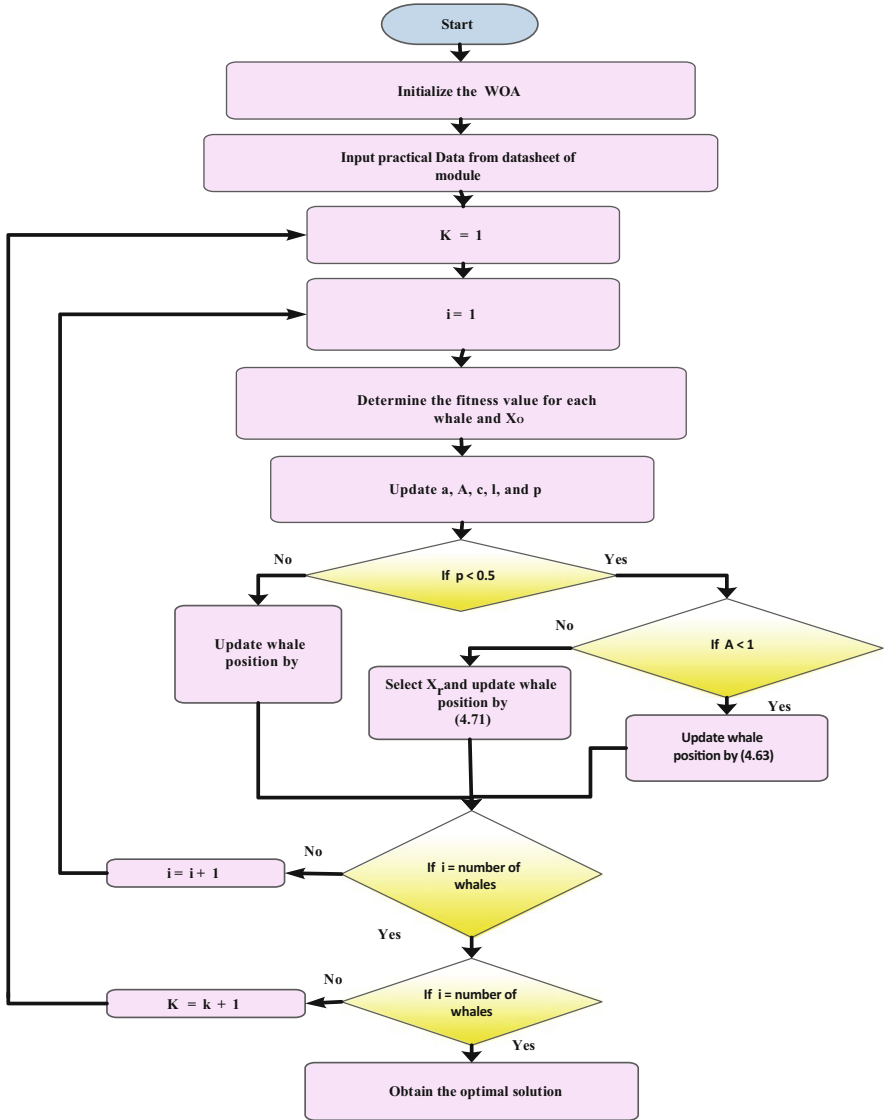 Start
Initialize the WOA
Input practical Data from datasheet of
module
K = 1
i = 1
Determine the fitness value for each
whale and Xo
Update a, A, c, l, and p
No
If p < 0.5
Yes
Update whale
position by
No
If A < 1
Yes
Select Xr and update whale
position by
(4.71)
Update whale
position by (4.63)
i = i + 1
No
If i = number of
whales
Yes
K = k + 1
No
If i = number of
whales
Yes
Obtain the optimal solution